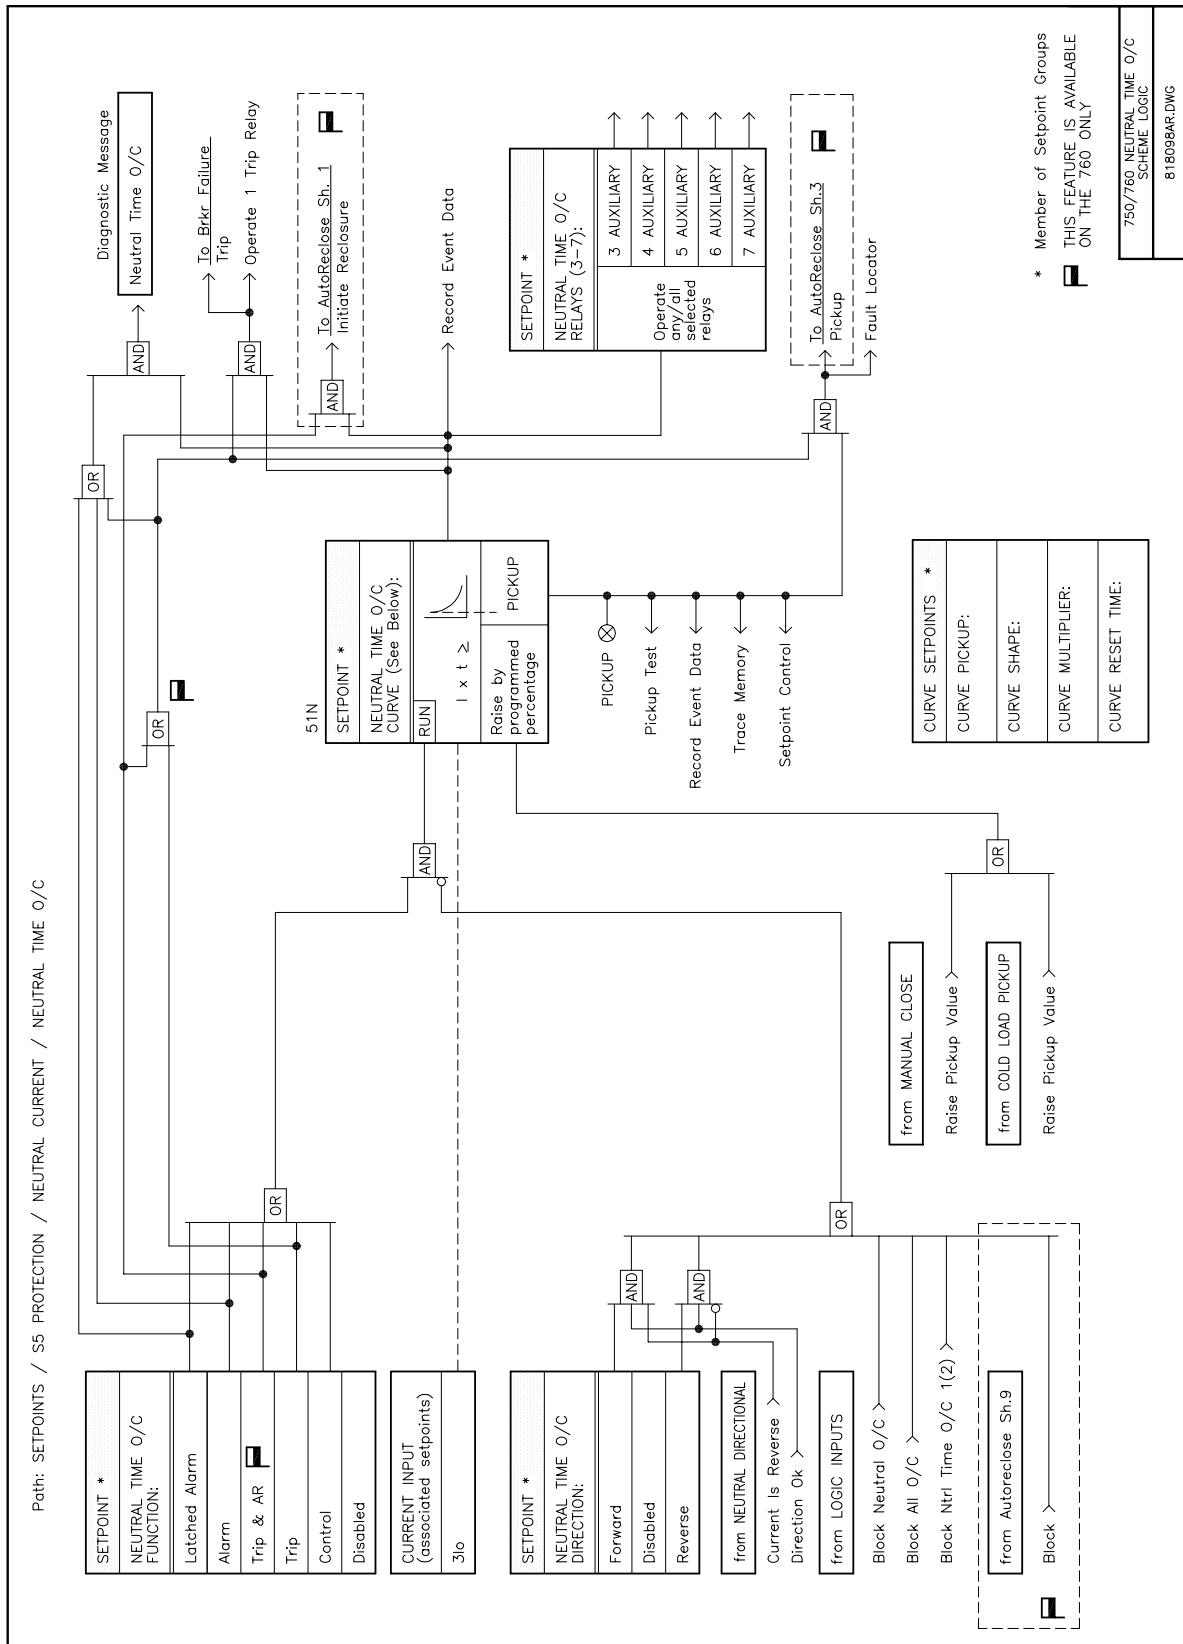 Path: SETPOINTS / S5 PROTECTION / NEUTRAL CURRENT / NEUTRAL TIME O/C
SETPOINT *
NEUTRAL TIME O/C
FUNCTION:
Latched Alarm
Alarm
Trip & AR
Trip
Control
Disabled
CURRENT INPUT
(associated setpoints)
3Io
SETPOINT *
NEUTRAL TIME O/C
DIRECTION:
Forward
Disabled
Reverse
from NEUTRAL DIRECTIONAL
Current Is Reverse
Direction Ok
from LOGIC INPUTS
Block Neutral O/C
Block All O/C
Block Ntrl Time O/C 1(2)
from Autoreclose Sh.9
Block
OR
AND
AND
OR
from MANUAL CLOSE
Raise Pickup Value
from COLD LOAD PICKUP
Raise Pickup Value
OR
AND
OR
51N
SETPOINT *
NEUTRAL TIME O/C
CURVE (See Below):
RUN
I x t ≥
Raise by
programmed
percentage
PICKUP
PICKUP
Pickup Test
Record Event Data
Trace Memory
Setpoint Control
CURVE SETPOINTS *
CURVE PICKUP:
CURVE SHAPE:
CURVE MULTIPLIER:
CURVE RESET TIME:
OR
AND
AND
AND
Diagnostic Message
Neutral Time O/C
To Brkr Failure
Trip
Operate 1 Trip Relay
To AutoReclose Sh. 1
Initiate Reclosure
Record Event Data
SETPOINT *
NEUTRAL TIME O/C
RELAYS (3-7):
Operate
any/all
selected
relays
3 AUXILIARY
4 AUXILIARY
5 AUXILIARY
6 AUXILIARY
7 AUXILIARY
AND
To AutoReclose Sh.3
Pickup
Fault Locator
* Member of Setpoint Groups
THIS FEATURE IS AVAILABLE
ON THE 760 ONLY
750/760 NEUTRAL TIME O/C
SCHEME LOGIC
818098AR.DWG